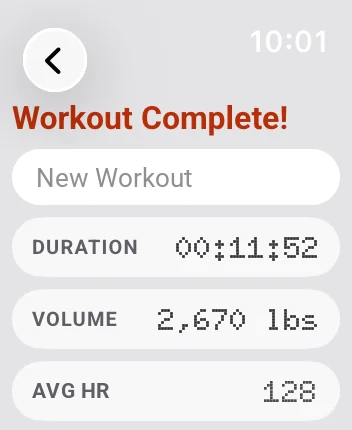 10:01
Workout Complete!
New Workout
DURATION 00:11:52
VOLUME 2,670 lbs
AVG HR 128